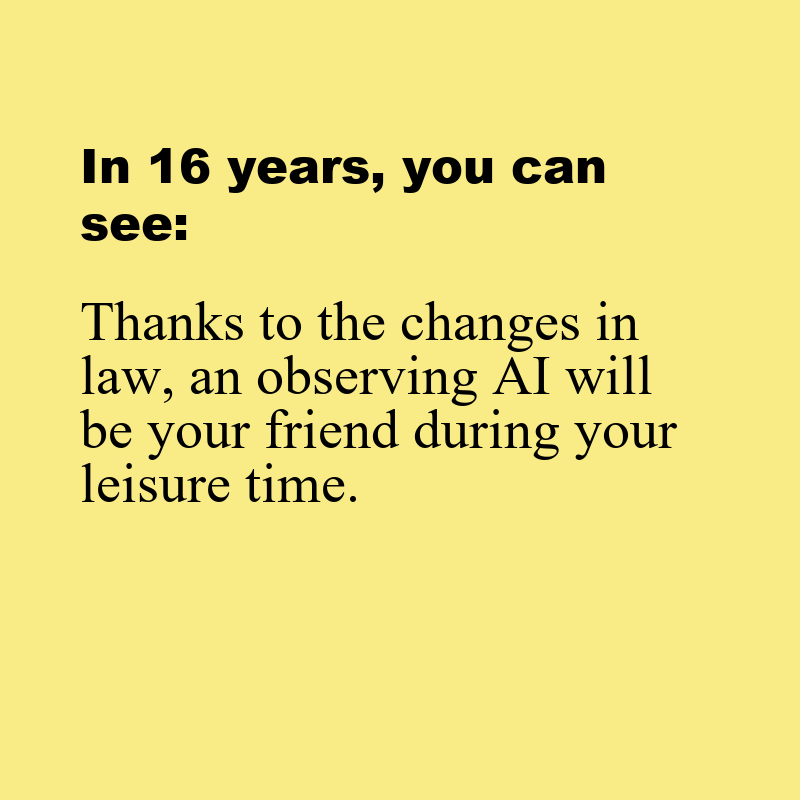 In 16 years, you can
see:
Thanks to the changes in
law, an observing AI will
be your friend during your
leisure time.